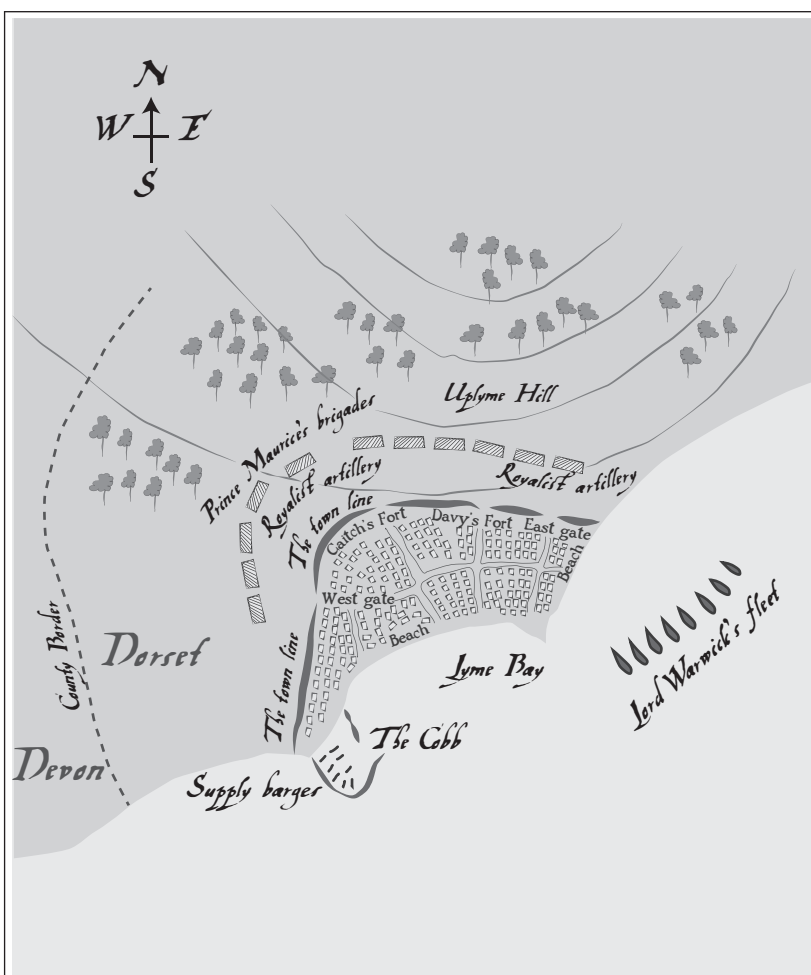 N
W E
S
Uplyme Hill
Prince Maurice's brigades
Royalist artillery
Royalist artillery
The town line
Caitch's Fort
Davy's Fort
East gate
Beach
West gate
Beach
The town line
County Border
Dorset
Devon
Lyme Bay
Lord Warwick's fleet
The Cobb
Supply barges